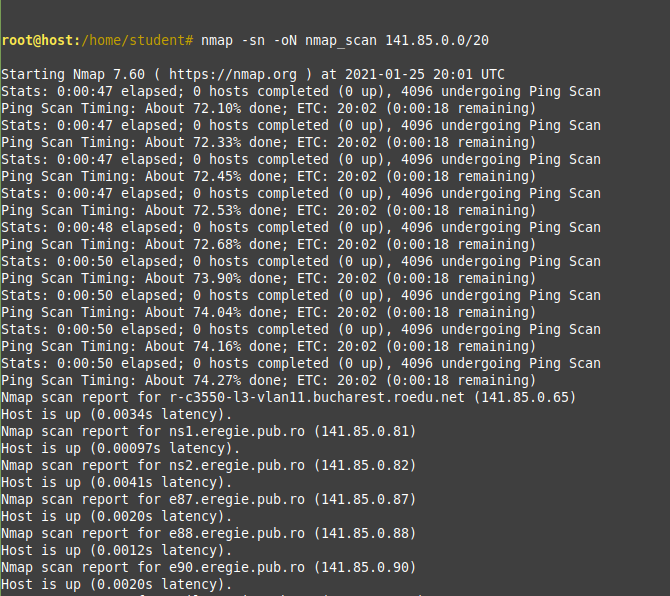 root@host:/home/student# nmap -sn -oN nmap_scan 141.85.0.0/20
Starting Nmap 7.60 ( https://nmap.org ) at 2021-01-25 20:01 UTC
Stats: 0:00:47 elapsed; 0 hosts completed (0 up), 4096 undergoing Ping Scan
Ping Scan Timing: About 72.10% done; ETC: 20:02 (0:00:18 remaining)
Stats: 0:00:47 elapsed; 0 hosts completed (0 up), 4096 undergoing Ping Scan
Ping Scan Timing: About 72.33% done; ETC: 20:02 (0:00:18 remaining)
Stats: 0:00:47 elapsed; 0 hosts completed (0 up), 4096 undergoing Ping Scan
Ping Scan Timing: About 72.45% done; ETC: 20:02 (0:00:18 remaining)
Stats: 0:00:47 elapsed; 0 hosts completed (0 up), 4096 undergoing Ping Scan
Ping Scan Timing: About 72.53% done; ETC: 20:02 (0:00:18 remaining)
Stats: 0:00:48 elapsed; 0 hosts completed (0 up), 4096 undergoing Ping Scan
Ping Scan Timing: About 72.68% done; ETC: 20:02 (0:00:18 remaining)
Stats: 0:00:50 elapsed; 0 hosts completed (0 up), 4096 undergoing Ping Scan
Ping Scan Timing: About 73.90% done; ETC: 20:02 (0:00:18 remaining)
Stats: 0:00:50 elapsed; 0 hosts completed (0 up), 4096 undergoing Ping Scan
Ping Scan Timing: About 74.04% done; ETC: 20:02 (0:00:18 remaining)
Stats: 0:00:50 elapsed; 0 hosts completed (0 up), 4096 undergoing Ping Scan
Ping Scan Timing: About 74.16% done; ETC: 20:02 (0:00:18 remaining)
Stats: 0:00:50 elapsed; 0 hosts completed (0 up), 4096 undergoing Ping Scan
Ping Scan Timing: About 74.27% done; ETC: 20:02 (0:00:18 remaining)
Nmap scan report for r-c3550-l3-vlan11.bucharest.roedu.net (141.85.0.65)
Host is up (0.0034s latency).
Nmap scan report for ns1.eregie.pub.ro (141.85.0.81)
Host is up (0.00097s latency).
Nmap scan report for ns2.eregie.pub.ro (141.85.0.82)
Host is up (0.0041s latency).
Nmap scan report for e87.eregie.pub.ro (141.85.0.87)
Host is up (0.0020s latency).
Nmap scan report for e88.eregie.pub.ro (141.85.0.88)
Host is up (0.0012s latency).
Nmap scan report for e90.eregie.pub.ro (141.85.0.90)
Host is up (0.0020s latency).